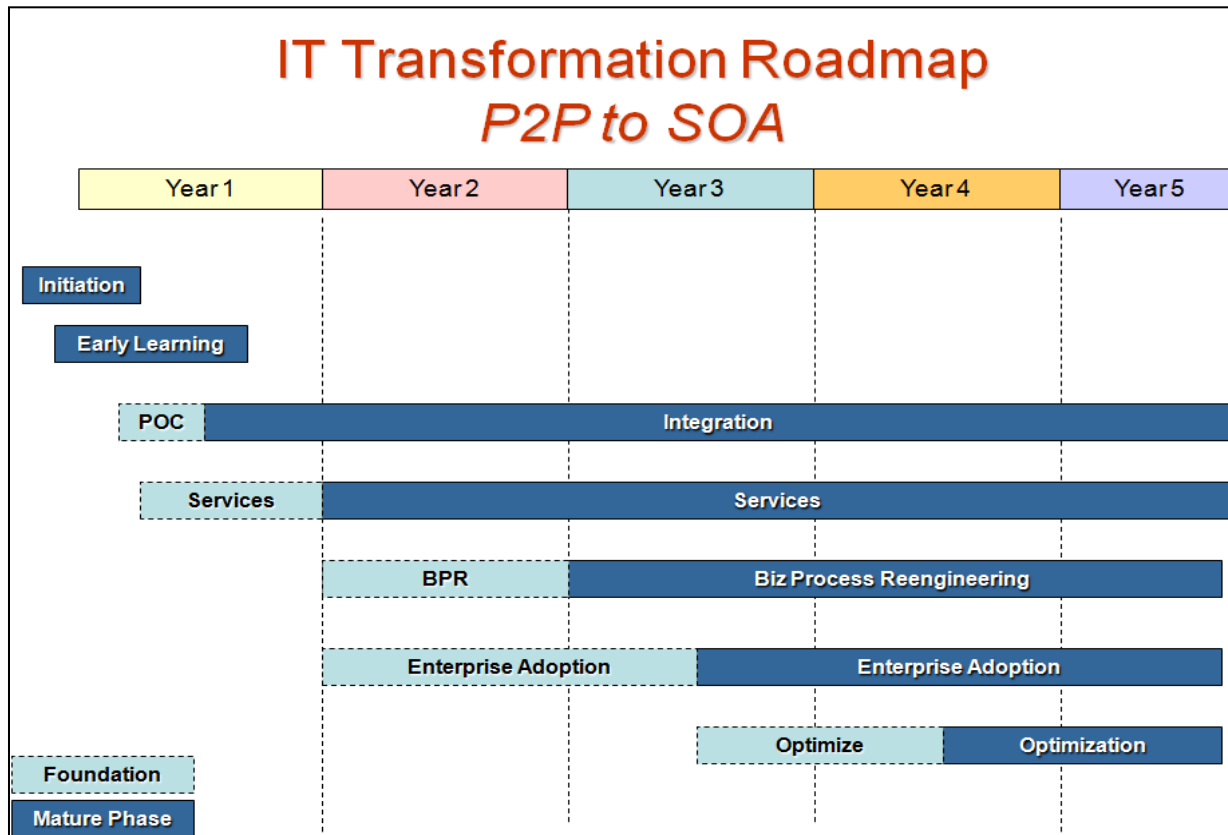 IT Transformation Roadmap
P2P to SOA
Year 1 Year 2 Year 3 Year 4 Year 5
Initiation
Early Learning
POC Integration
Services Services
BPR Biz Process Reengineering
Enterprise Adoption Enterprise Adoption
Optimize Optimization
Foundation
Mature Phase